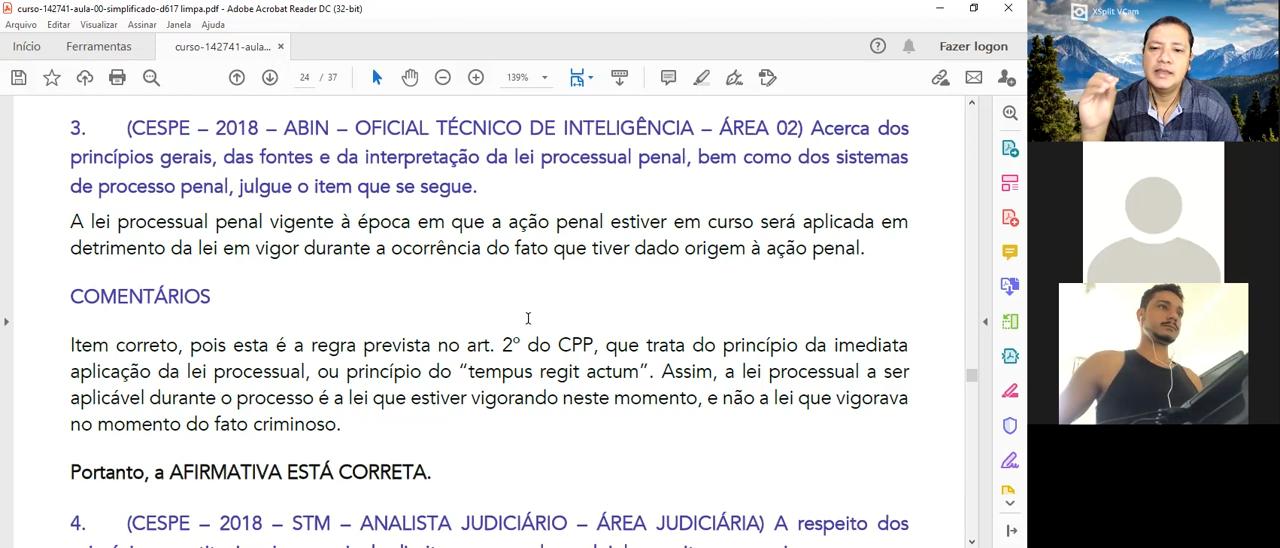 curso-142741-aula-00-simplificado-d617 limpa.pdf - Adobe Acrobat Reader DC (32-bit)
Arquivo Editar Visualizar Assinar Janela Ajuda
Início Ferramentas curso-142741-aula... × Fazer logon
24 / 37 139%
XSplit VCam
3. (CESPE – 2018 – ABIN – OFICIAL TÉCNICO DE INTELIGÊNCIA – ÁREA 02) Acerca dos
princípios gerais, das fontes e da interpretação da lei processual penal, bem como dos sistemas
de processo penal, julgue o item que se segue.
A lei processual penal vigente à época em que a ação penal estiver em curso será aplicada em
detrimento da lei em vigor durante a ocorrência do fato que tiver dado origem à ação penal.
COMENTÁRIOS
Item correto, pois esta é a regra prevista no art. 2º do CPP, que trata do princípio da imediata
aplicação da lei processual, ou princípio do “tempus regit actum”. Assim, a lei processual a ser
aplicável durante o processo é a lei que estiver vigorando neste momento, e não a lei que vigorava
no momento do fato criminoso.
Portanto, a AFIRMATIVA ESTÁ CORRETA.
4. (CESPE – 2018 – STM – ANALISTA JUDICIÁRIO – ÁREA JUDICIÁRIA) A respeito dos